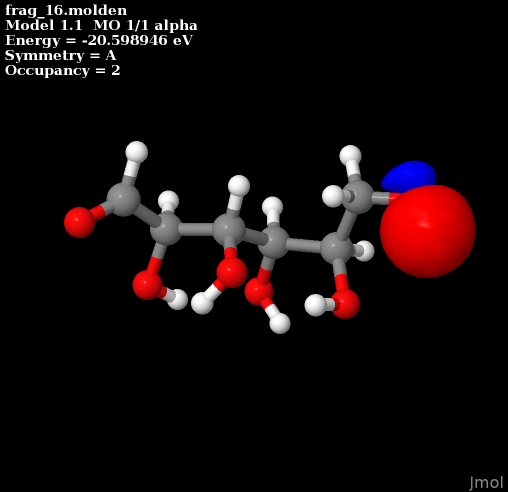 frag_16.molden
Model 1.1  MO 1/1 alpha
Energy = -20.598946 eV
Symmetry = A
Occupancy = 2
Jmol